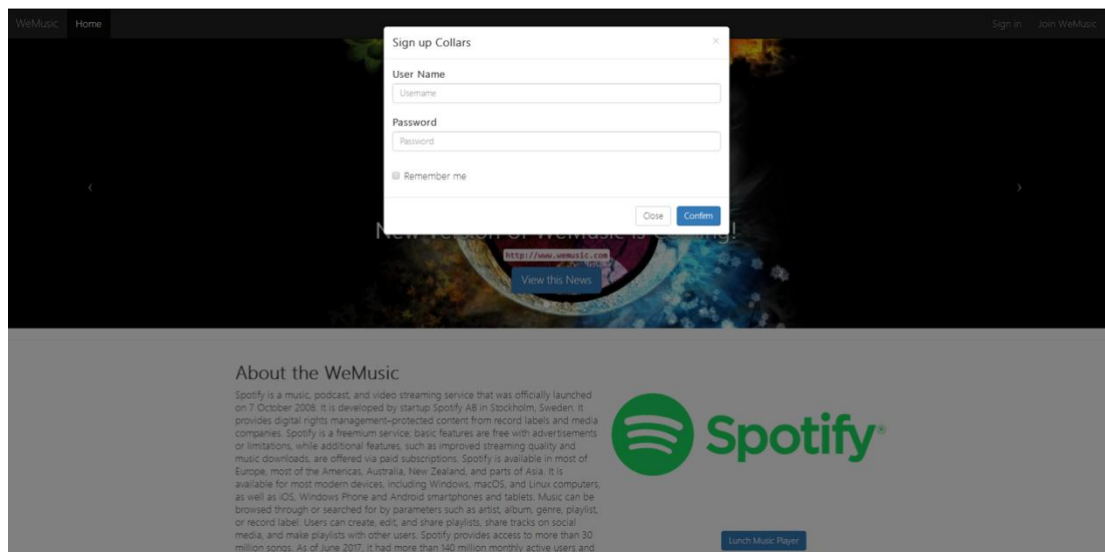 WeMusic Home Sign in Join WeMusic
Sign up Collars ×
User Name
Username
Password
Password
Remember me
Close Confirm
New version of WeMusic is coming!
http://www.wemusic.com
View this News
About the WeMusic
Spotify is a music, podcast, and video streaming service that was officially launched
on 7 October 2008. It is developed by startup Spotify AB in Stockholm, Sweden. It
provides digital rights management–protected content from record labels and media
companies. Spotify is a freemium service; basic features are free with advertisements
or limitations, while additional features, such as improved streaming quality and
music downloads, are offered via paid subscriptions. Spotify is available in most of
Europe, most of the Americas, Australia, New Zealand, and parts of Asia. It is
available for most modern devices, including Windows, macOS, and Linux computers,
as well as iOS, Windows Phone and Android smartphones and tablets. Music can be
browsed through or searched for by parameters such as artist, album, genre, playlist,
or record label. Users can create, edit, and share playlists, share tracks on social
media, and make playlists with other users. Spotify provides access to more than 30
million songs. As of June 2017, it had more than 140 million monthly active users and
Spotify®
Lunch Music Player